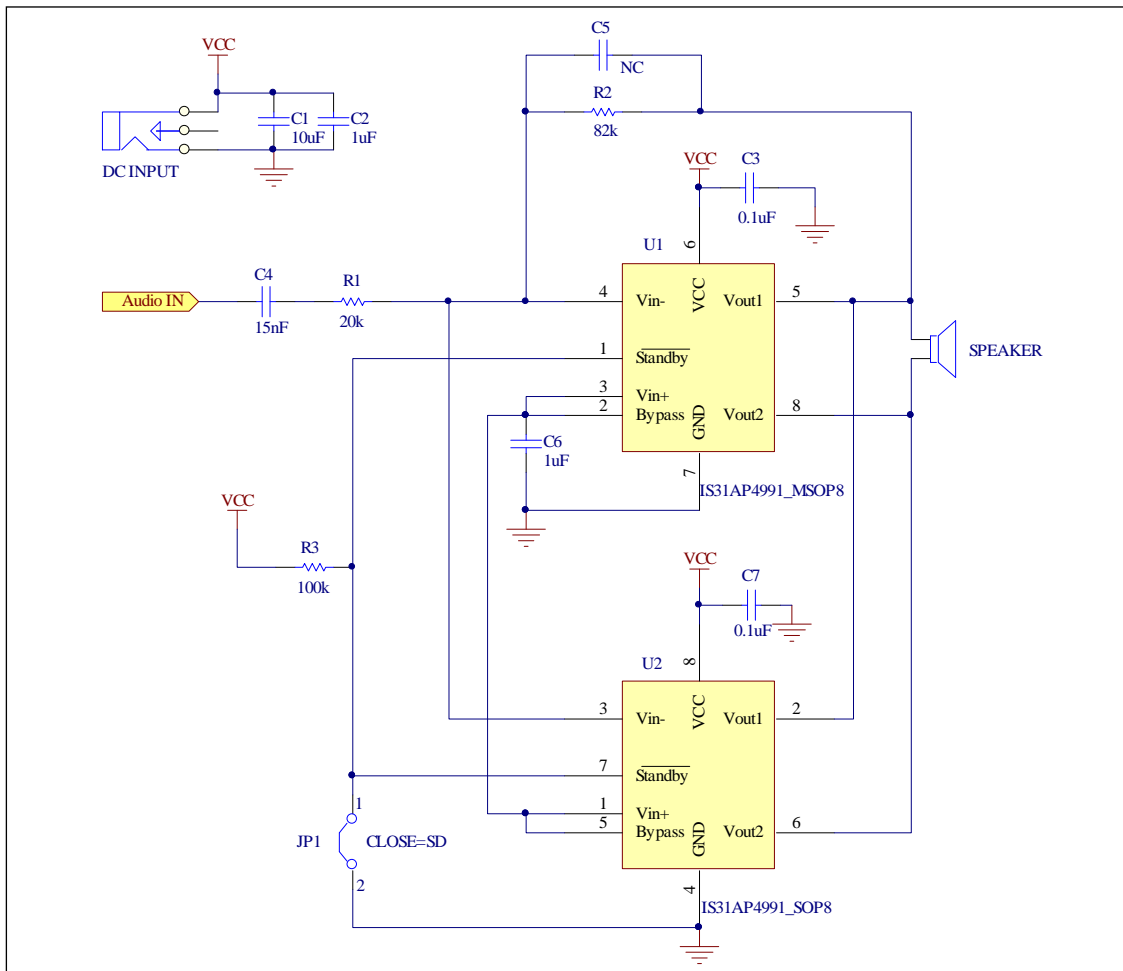 C5
NC
VCC
R2
82k
C1
10uF
C2
1uF
DC INPUT
VCC
C3
0.1uF
6
U1
Audio IN
C4
15nF
R1
20k
4
Vin-
VCC
Vout1
5
1
Standby
SPEAKER
3
Vin+
2
Bypass
GND
Vout2
8
C6
1uF
7
IS31AP4991_MSOP8
VCC
R3
100k
VCC
C7
0.1uF
8
U2
3
Vin-
VCC
Vout1
2
7
Standby
1
Vin+
5
Bypass
GND
Vout2
6
1
JP1
CLOSE=SD
2
4
IS31AP4991_SOP8